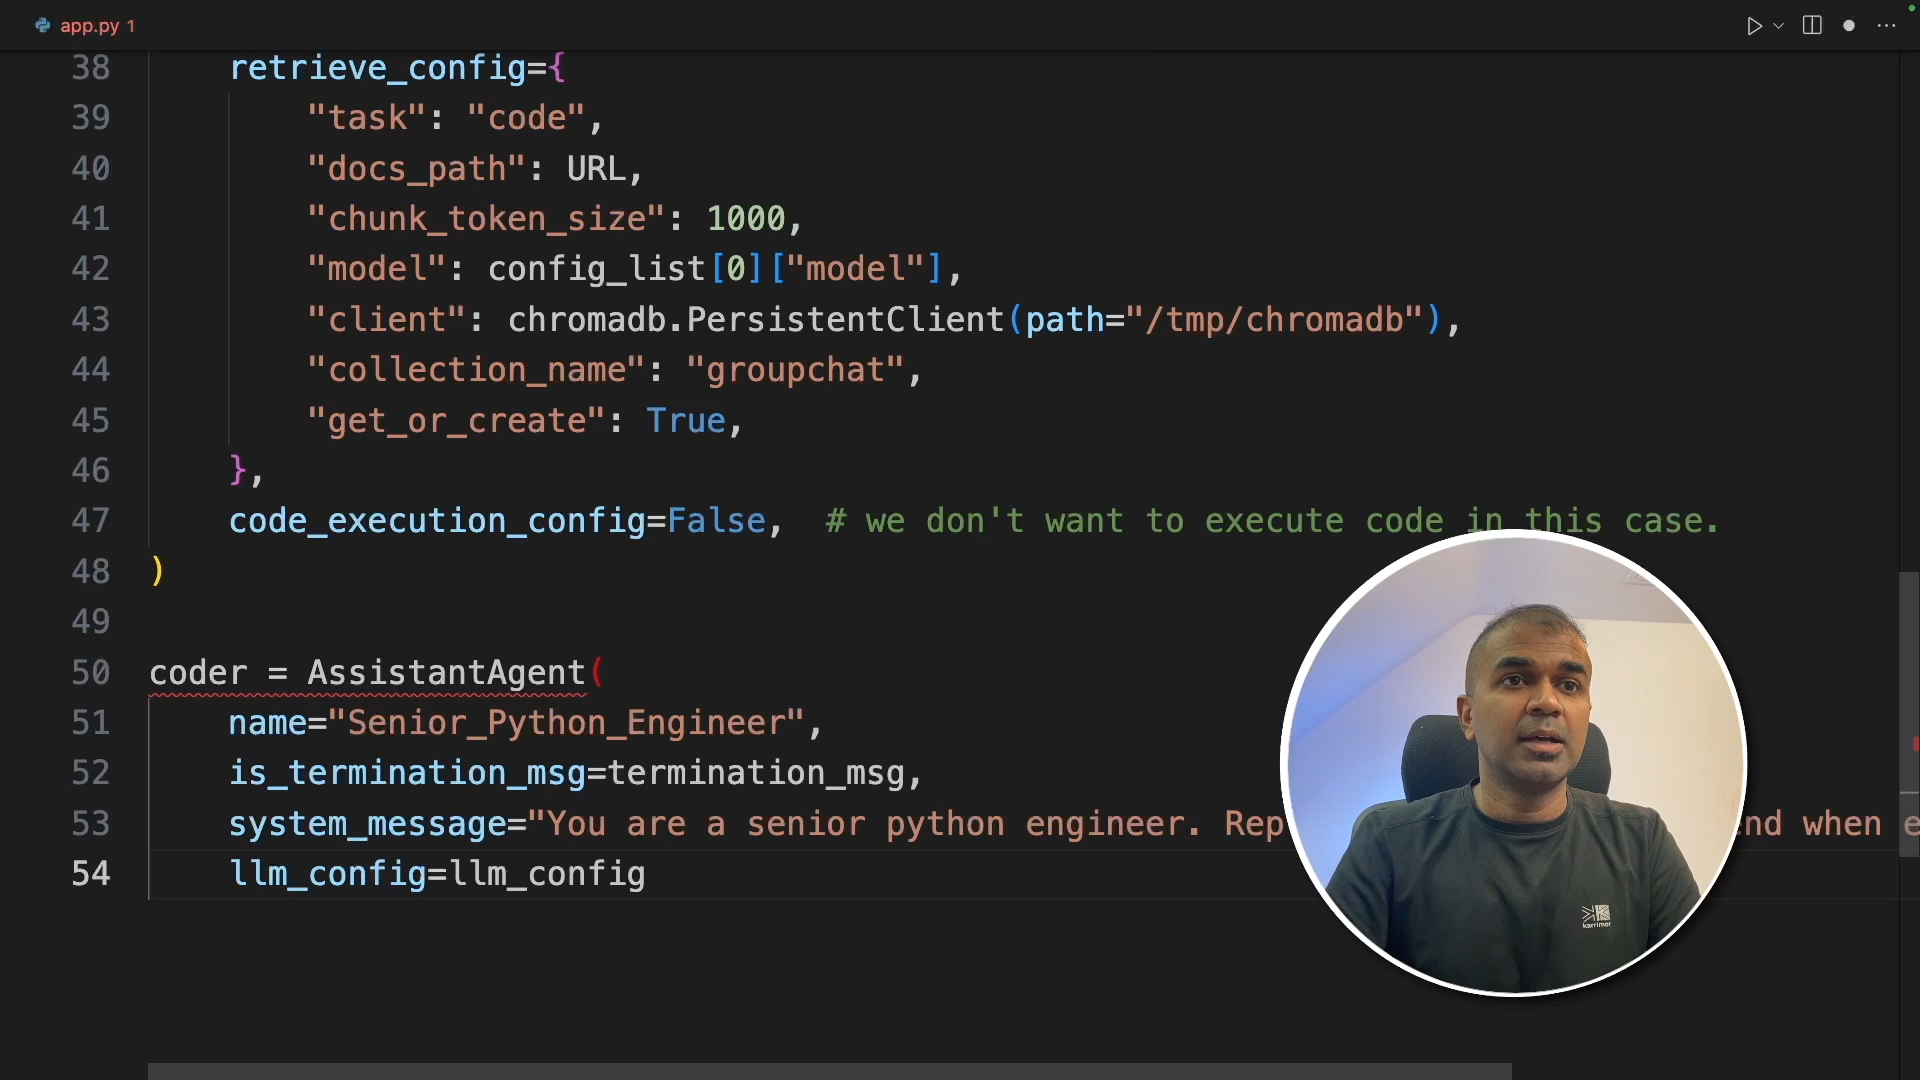 app.py 1
38 retrieve_config={
39 "task": "code",
40 "docs_path": URL,
41 "chunk_token_size": 1000,
42 "model": config_list[0]["model"],
43 "client": chromadb.PersistentClient(path="/tmp/chromadb"),
44 "collection_name": "groupchat",
45 "get_or_create": True,
46 },
47 code_execution_config=False,  # we don't want to execute code in this case.
48 )
49
50 coder = AssistantAgent(
51 name="Senior_Python_Engineer",
52 is_termination_msg=termination_msg,
53 system_message="You are a senior python engineer. Rep nd when e
54 llm_config=llm_config
karrimor